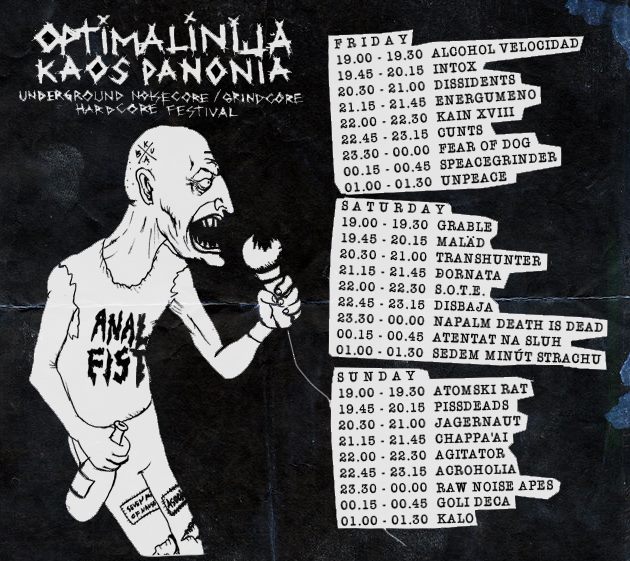 OPTIMALINIJA
KAOS PANONIA
UNDERGROUND NOISECORE / GRINDCORE
HARDCORE FESTIVAL
ANAL
FIST
FRIDAY
19.00 - 19.30 ALCOHOL VELOCIDAD
19.45 - 20.15 INTOX
20.30 - 21.00 DISSIDENTS
21.15 - 21.45 ENERGUMENO
22.00 - 22.30 KAIN XVIII
22.45 - 23.15 CUNTS
23.30 - 00.00 FEAR OF DOG
00.15 - 00.45 SPEACEGRINDER
01.00 - 01.30 UNPEACE
SATURDAY
19.00 - 19.30 GRABLE
19.45 - 20.15 MALÄD
20.30 - 21.00 TRANSHUNTER
21.15 - 21.45 ĐORNATA
22.00 - 22.30 S.O.T.E.
22.45 - 23.15 DISBAJA
23.30 - 00.00 NAPALM DEATH IS DEAD
00.15 - 00.45 ATENTAT NA SLUH
01.00 - 01.30 SEDEM MINÚT STRACHU
SUNDAY
19.00 - 19.30 ATOMSKI RAT
19.45 - 20.15 PISSDEADS
20.30 - 21.00 JAGERNAUT
21.15 - 21.45 CHAPPA'AI
22.00 - 22.30 AGITATOR
22.45 - 23.15 ACROHOLIA
23.30 - 00.00 RAW NOISE APES
00.15 - 00.45 GOLI DECA
01.00 - 01.30 KALO